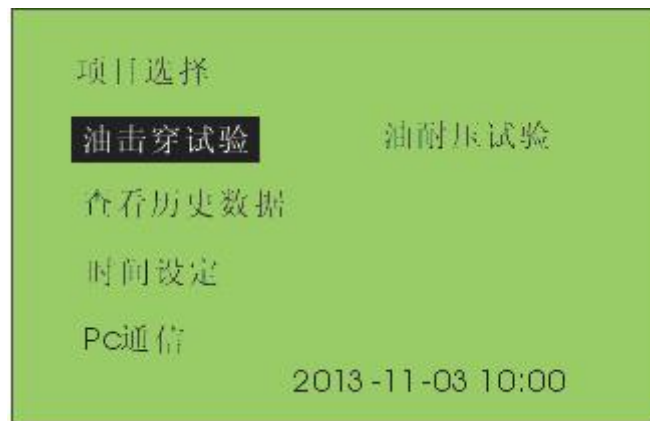 项目选择
油击穿试验 油耐压试验
查看历史数据
时间设定
Pc通信
2013-11-03 10:00